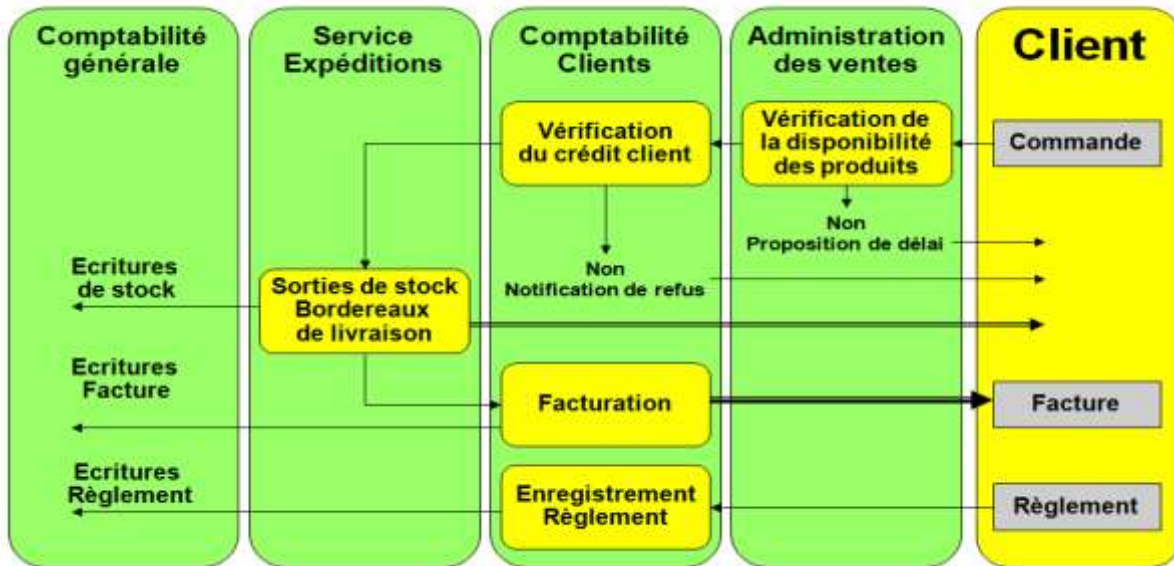 Comptabilité
générale
Service
Expéditions
Comptabilité
Clients
Administration
des ventes
Client
Vérification
du crédit client
Vérification de
la disponibilité
des produits
Commande
Non
Proposition de délai
Non
Notification de refus
Ecritures
de stock
Sorties de stock
Bordereaux
de livraison
Ecritures
Facture
Facturation
Facture
Ecritures
Règlement
Enregistrement
Règlement
Règlement